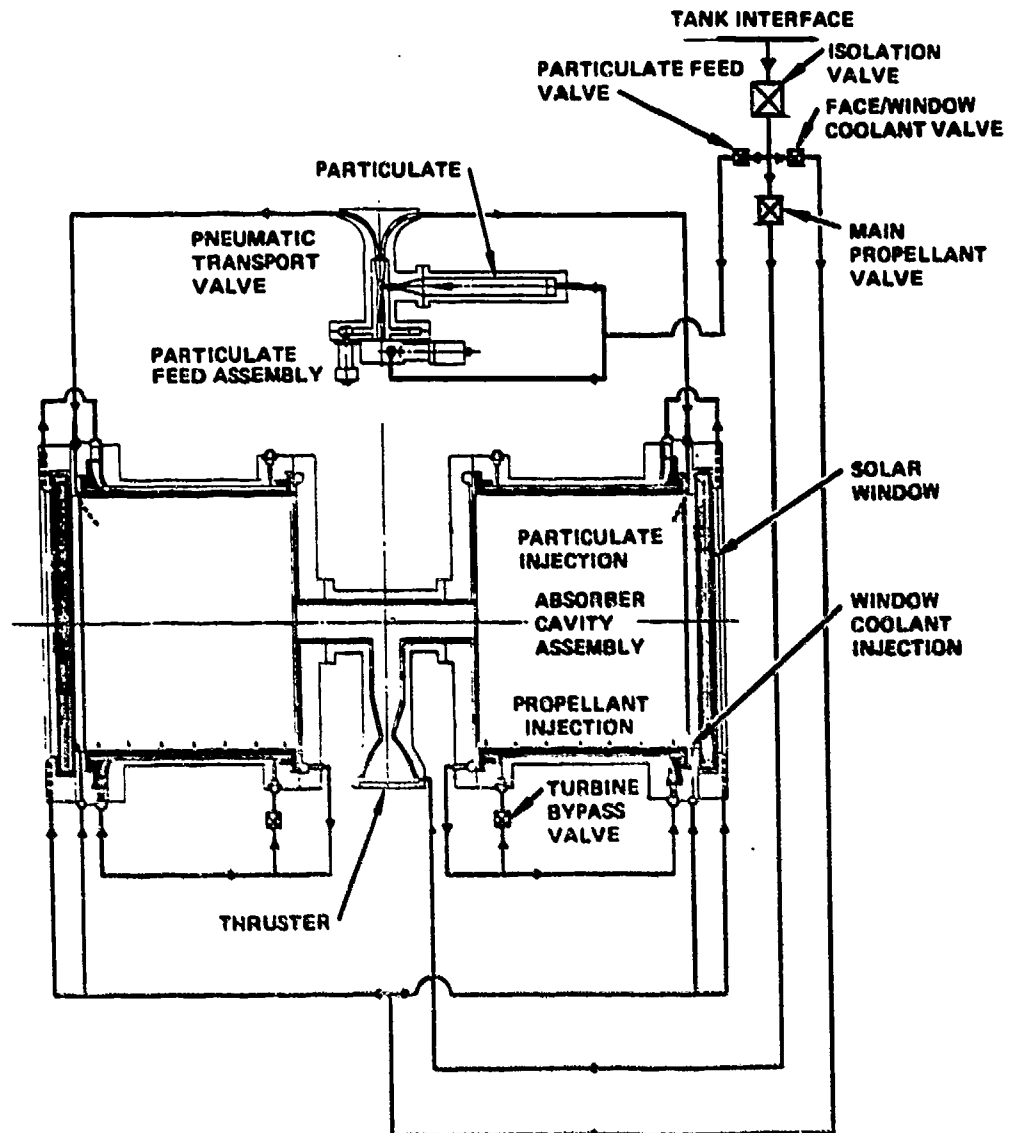 TANK INTERFACE
ISOLATION
VALVE
PARTICULATE FEED
VALVE
FACE/WINDOW
COOLANT VALVE
PARTICULATE
MAIN
PROPELLANT
VALVE
PNEUMATIC
TRANSPORT
VALVE
PARTICULATE
FEED ASSEMBLY
SOLAR
WINDOW
PARTICULATE
INJECTION
ABSORBER
CAVITY
ASSEMBLY
WINDOW
COOLANT
INJECTION
PROPELLANT
INJECTION
TURBINE
BYPASS
VALVE
THRUSTER